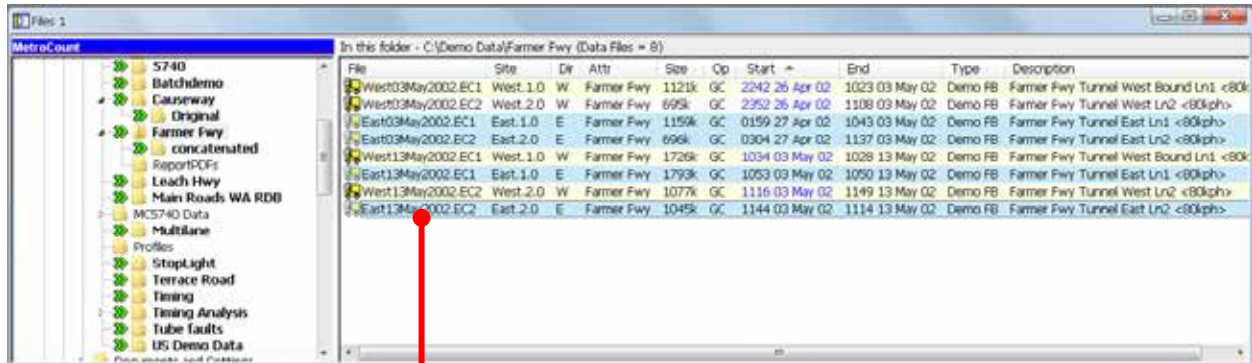 Files 1
MetroCount
5740
Batchdemo
Causeway
Original
Farmer Fwy
concatenated
ReportPDFs
Leach Hwy
Main Roads WA RDB
MC5740 Data
Multilane
Profiles
StopLight
Terrace Road
Timing
Timing Analysis
Tube faults
US Demo Data
Documents and Settings
In this folder - C:\Demo Data\Farmer Fwy (Data Files = 8)
File Site Dir Attr Size Op Start End Type Description
West03May2002.EC1 West.1.0 W Farmer Fwy 1121k GC 2242 26 Apr 02 1023 03 May 02 Demo FB Farmer Fwy Tunnel West Bound Ln1 <80k
West03May2002.EC2 West.2.0 W Farmer Fwy 695k GC 2352 26 Apr 02 1108 03 May 02 Demo FB Farmer Fwy Tunnel West Ln2 <80kph>
East03May2002.EC1 East.1.0 E Farmer Fwy 1159k GC 0159 27 Apr 02 1043 03 May 02 Demo FB Farmer Fwy Tunnel East Ln1 <80kph>
East03May2002.EC2 East.2.0 E Farmer Fwy 696k GC 0304 27 Apr 02 1137 03 May 02 Demo FB Farmer Fwy Tunnel East Ln2 <80kph>
West13May2002.EC1 West.1.0 W Farmer Fwy 1726k GC 1034 03 May 02 1028 13 May 02 Demo FB Farmer Fwy Tunnel West Bound Ln1 <80k
East13May2002.EC1 East.1.0 E Farmer Fwy 1793k GC 1053 03 May 02 1050 13 May 02 Demo FB Farmer Fwy Tunnel East Ln1 <80kph>
West13May2002.EC2 West.2.0 W Farmer Fwy 1077k GC 1116 03 May 02 1149 13 May 02 Demo FB Farmer Fwy Tunnel West Ln2 <80kph>
East13May2002.EC2 East.2.0 E Farmer Fwy 1045k GC 1144 03 May 02 1114 13 May 02 Demo FB Farmer Fwy Tunnel East Ln2 <80kph>